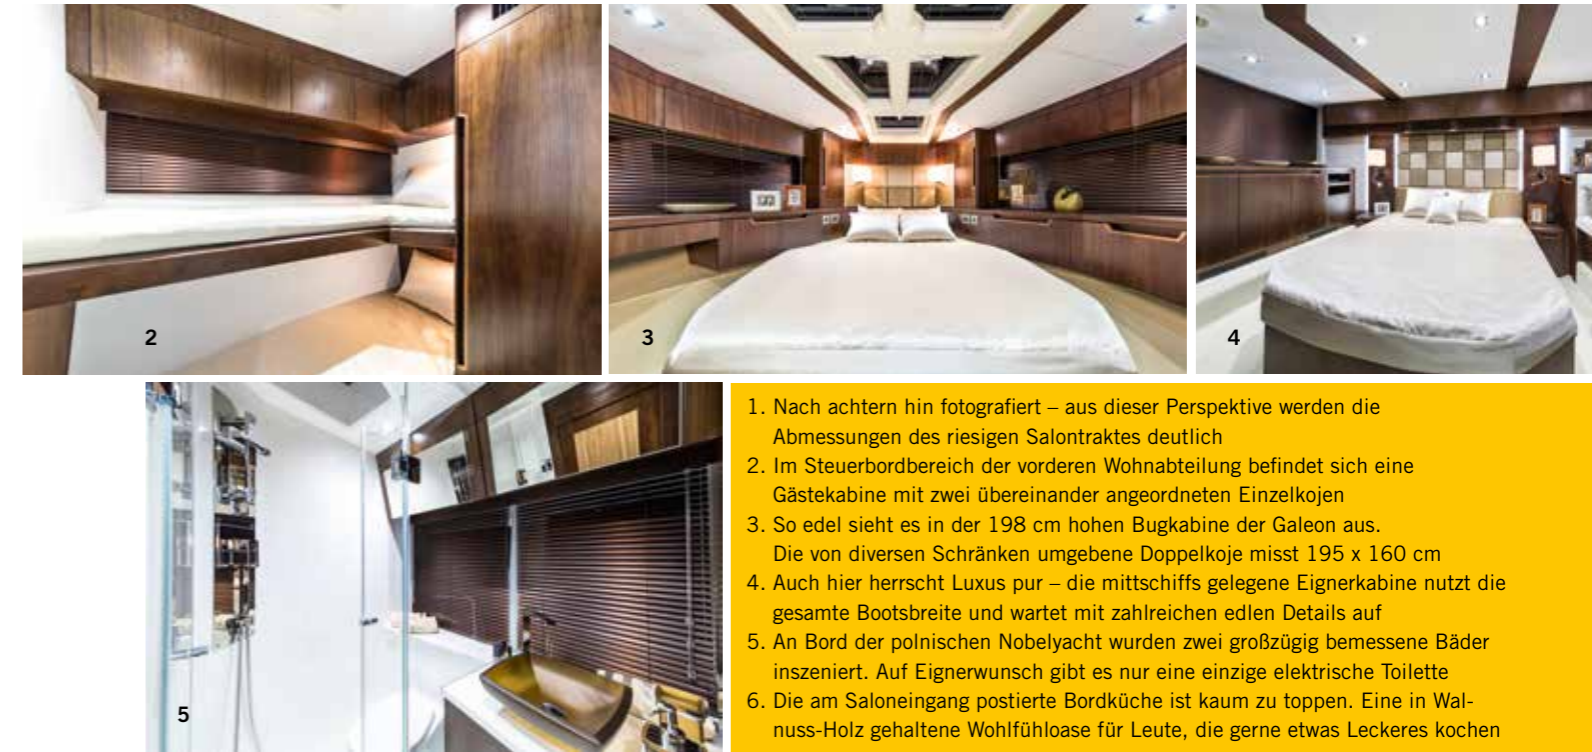 2
3
4
5
1. Nach achtern hin fotografiert – aus dieser Perspektive werden die
Abmessungen des riesigen Salontraktes deutlich
2. Im Steuerbordbereich der vorderen Wohnabteilung befindet sich eine
Gästekabine mit zwei übereinander angeordneten Einzelkojen
3. So edel sieht es in der 198 cm hohen Bugkabine der Galeon aus.
Die von diversen Schränken umgebene Doppelkoje misst 195 x 160 cm
4. Auch hier herrscht Luxus pur – die mittschiffs gelegene Eignerkabine nutzt die
gesamte Bootsbreite und wartet mit zahlreichen edlen Details auf
5. An Bord der polnischen Nobelyacht wurden zwei großzügig bemessene Bäder
inszeniert. Auf Eignerwunsch gibt es nur eine einzige elektrische Toilette
6. Die am Saloneingang postierte Bordküche ist kaum zu toppen. Eine in Wal-
nuss-Holz gehaltene Wohlfühloase für Leute, die gerne etwas Leckeres kochen